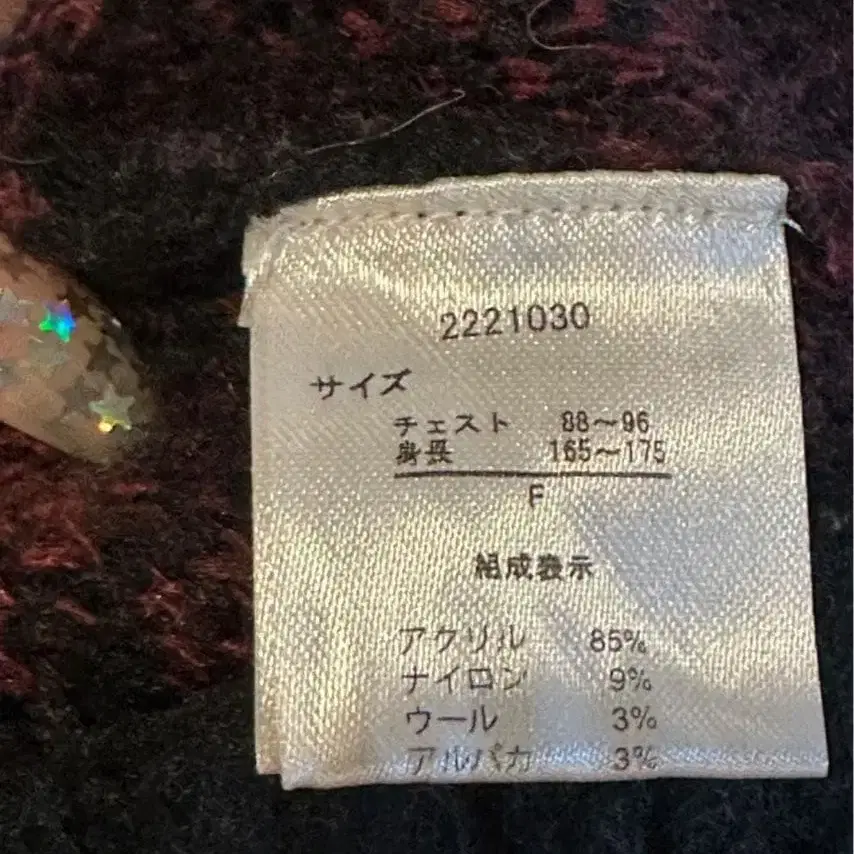 2221030
サイズ
チェスト 88〜96
身長 165〜175
F
組成表示
アクリル 85%
ナイロン 9%
ウール 3%
アルパカ 3%